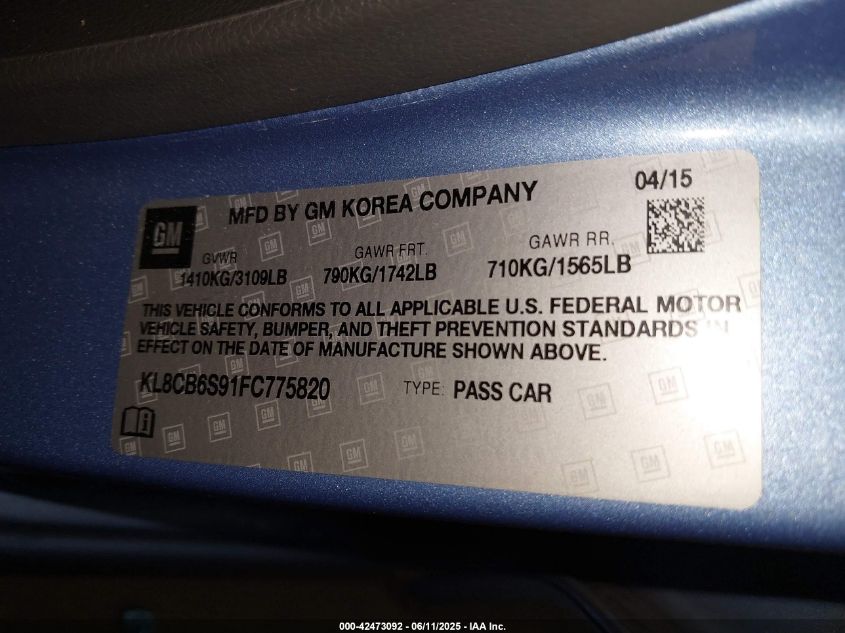 04/15
GM
MFD BY GM KOREA COMPANY
GVWR GAWR FRT. GAWR RR.
1410KG/3109LB 790KG/1742LB 710KG/1565LB
THIS VEHICLE CONFORMS TO ALL APPLICABLE U.S. FEDERAL MOTOR
VEHICLE SAFETY, BUMPER, AND THEFT PREVENTION STANDARDS IN
EFFECT ON THE DATE OF MANUFACTURE SHOWN ABOVE.
KL8CB6S91FC775820 TYPE: PASS CAR
000-42473092 - 06/11/2025 - IAA Inc.